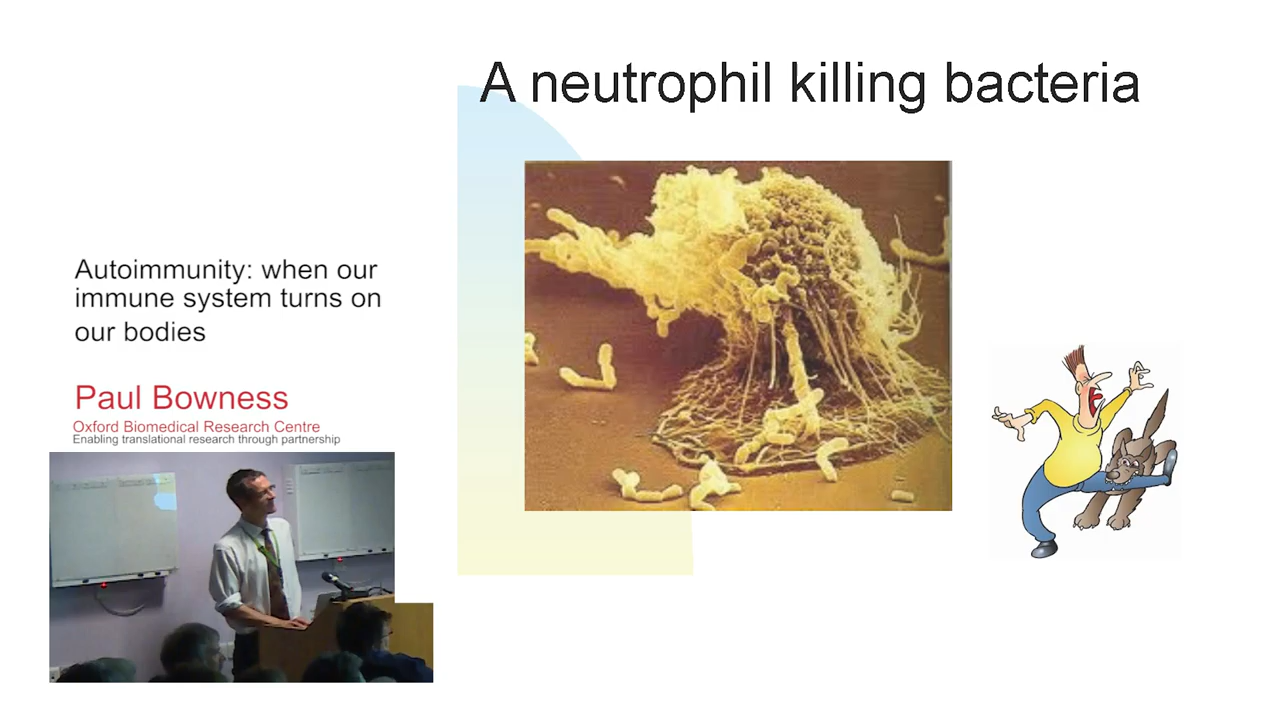 A neutrophil killing bacteria
Autoimmunity: when our
immune system turns on
our bodies
Paul Bowness
Oxford Biomedical Research Centre
Enabling translational research through partnership